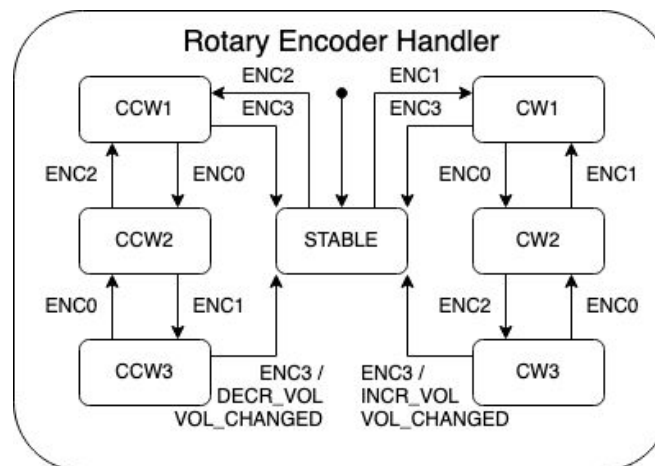 Rotary Encoder Handler
ENC2
ENC1
CCW1
ENC3
ENC3
CW1
ENC2
ENC0
ENC0
ENC1
CCW2
STABLE
CW2
ENC0
ENC1
ENC2
ENC0
CCW3
CW3
ENC3 /
DECR_VOL
VOL_CHANGED
ENC3 /
INCR_VOL
VOL_CHANGED